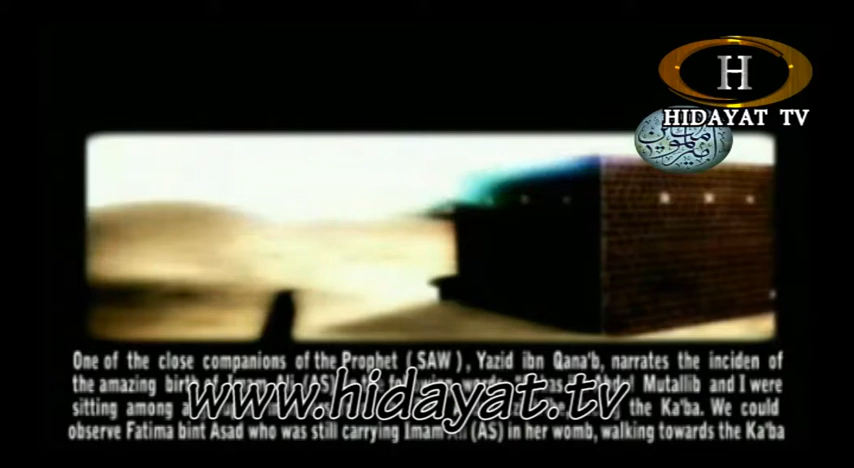 H
HIDAYAT TV
One of the close companions of the Prophet ( SAW ), Yazid ibn Qana'b, narrates the inciden of
the amazing Mutallib and I were
sitting among the Ka'ba. We could
www.hidayat.tv
observe Fatima bint Asad who was still carrying Imam Ali (AS) in her womb, walking towards the Ka'ba